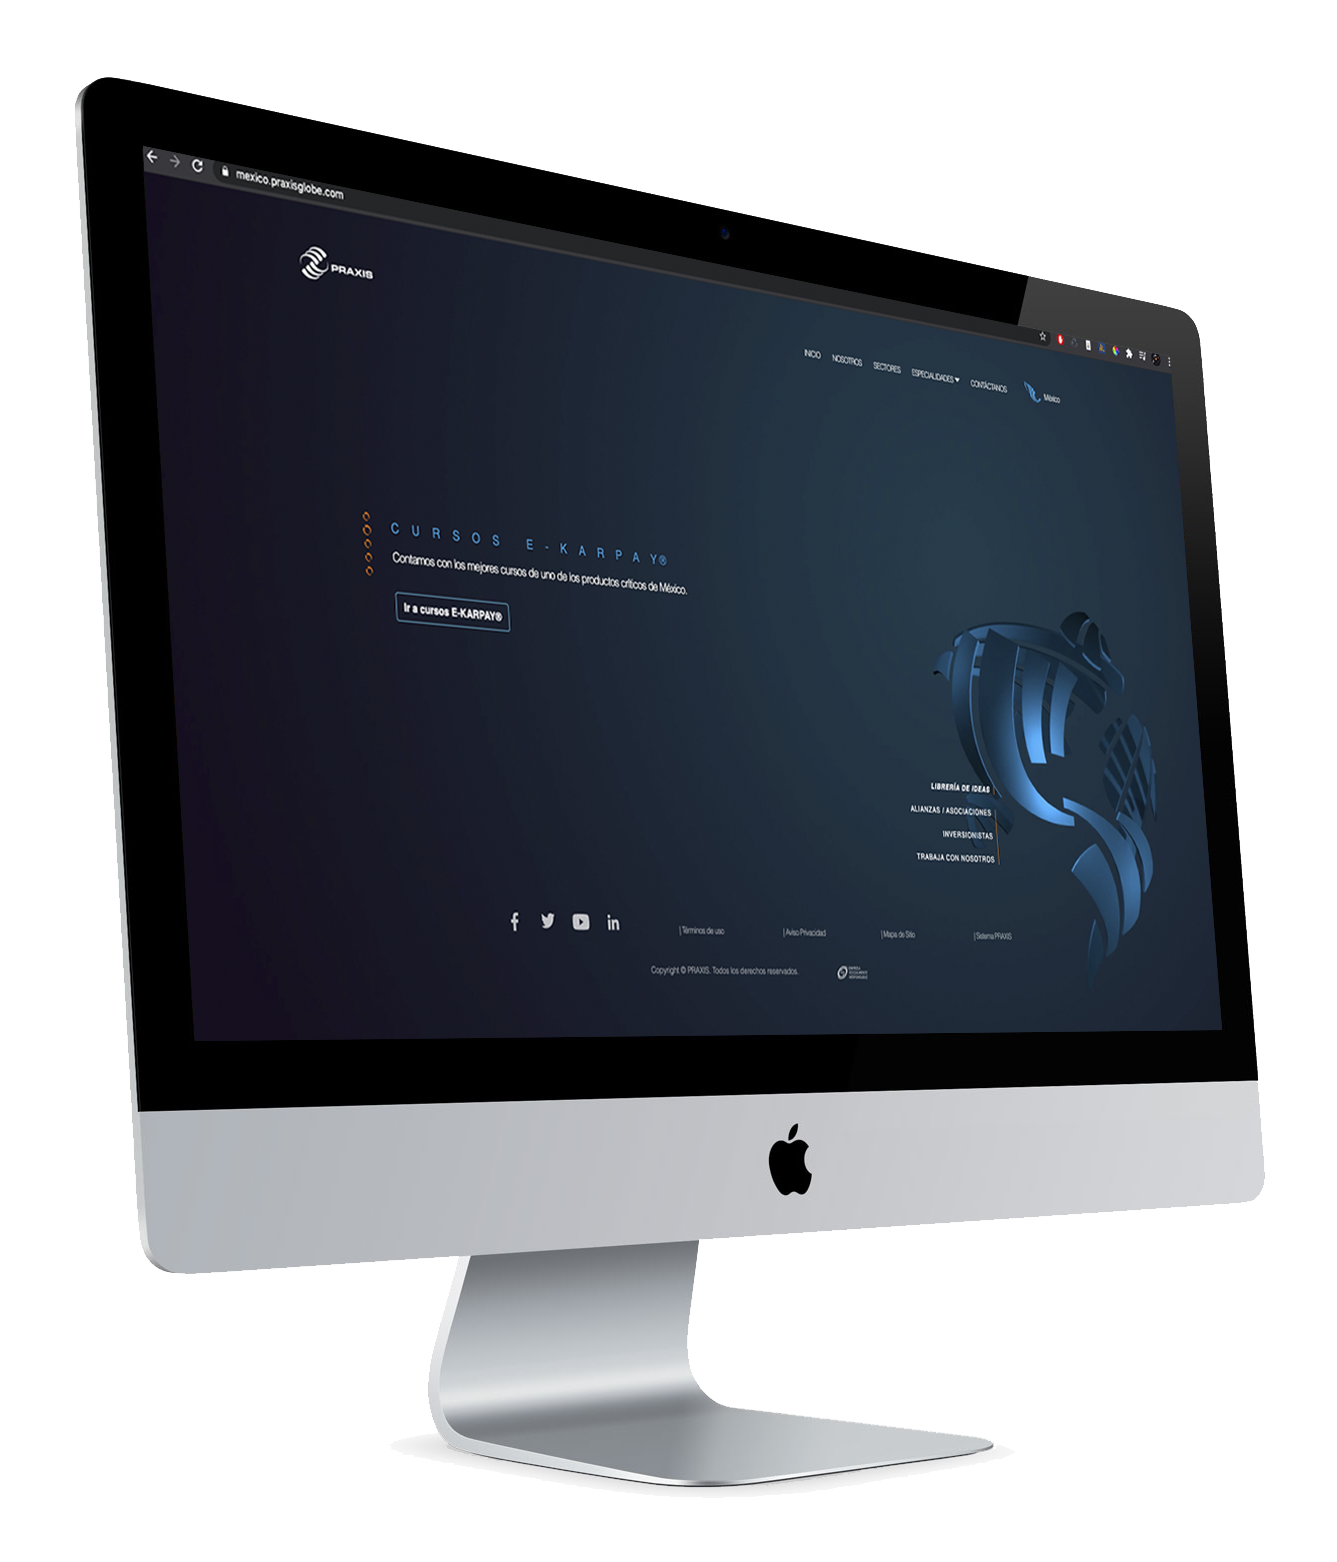 mexico.praxisglobe.com
PRAXIS
INICIO NOSOTROS SECTORES ESPECIALIDADES CONTÁCTANOS México
CURSOS E-KARPAY®
Contamos con los mejores cursos de uno de los productos críticos de México.
Ir a cursos E-KARPAY®
LIBRERÍA DE IDEAS
ALIANZAS / ASOCIACIONES
INVERSIONISTAS
TRABAJA CON NOSOTROS
| Términos de uso | Aviso Privacidad | Mapa de Sitio | Sistema PRAXIS
Copyright © PRAXIS. Todos los derechos reservados.